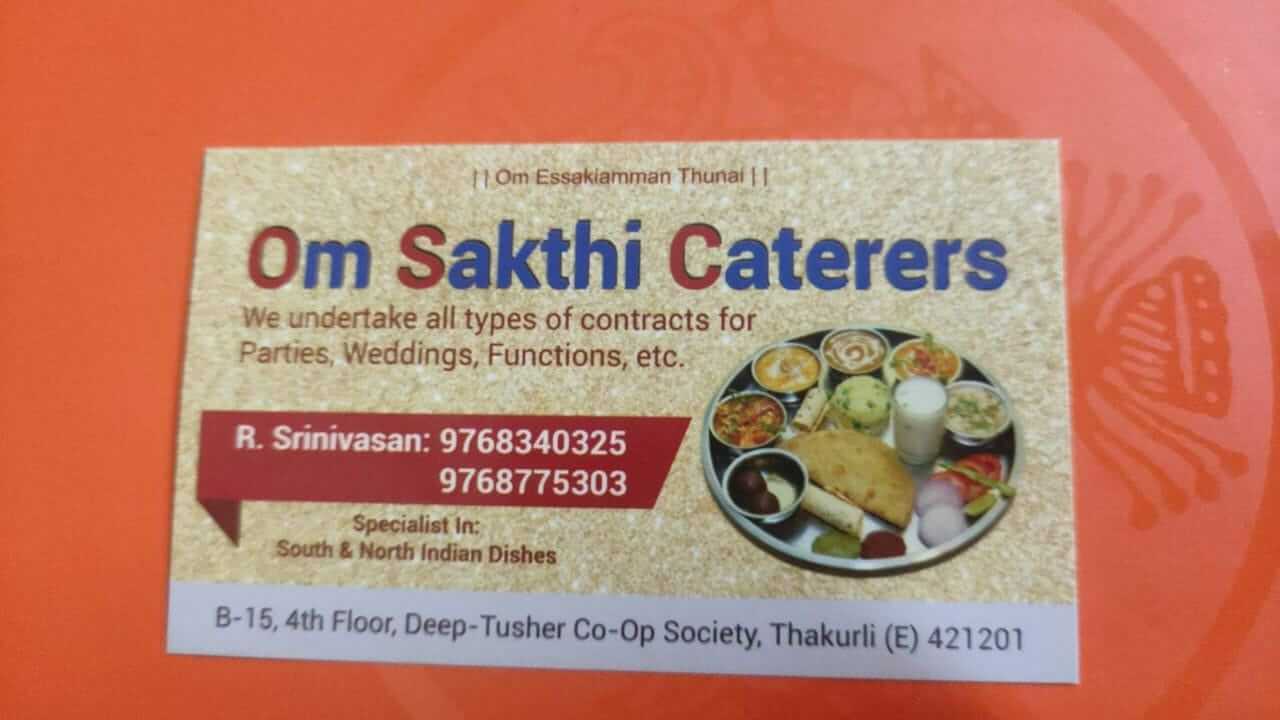 || Om Essakiamman Thunai ||
Om Sakthi Caterers
We undertake all types of contracts for
Parties, Weddings, Functions, etc.
R. Srinivasan: 9768340325
9768775303
Specialist In:
South & North Indian Dishes
B-15, 4th Floor, Deep-Tusher Co-Op Society, Thakurli (E) 421201